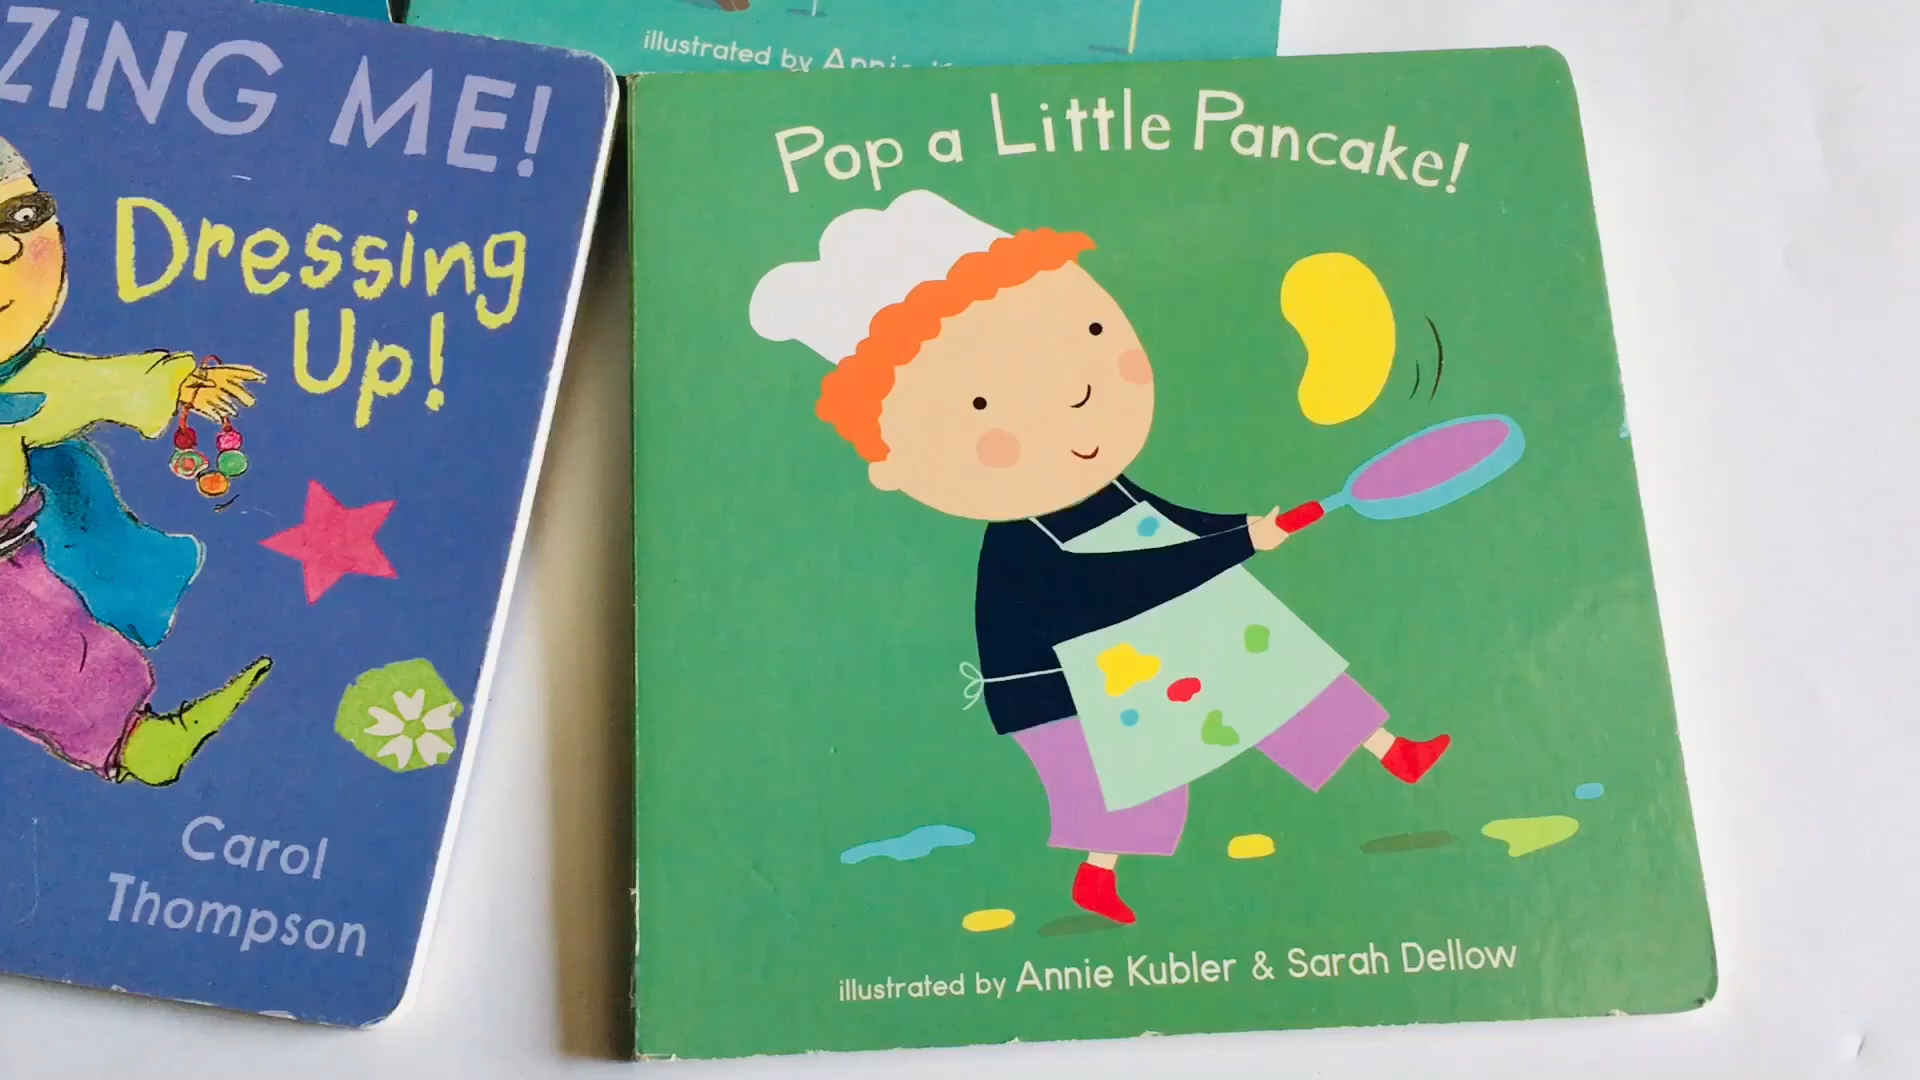 ZING ME!
Dressing
Up!
Carol
Thompson
illustrated by
Pop a Little Pancake!
illustrated by Annie Kubler & Sarah Dellow